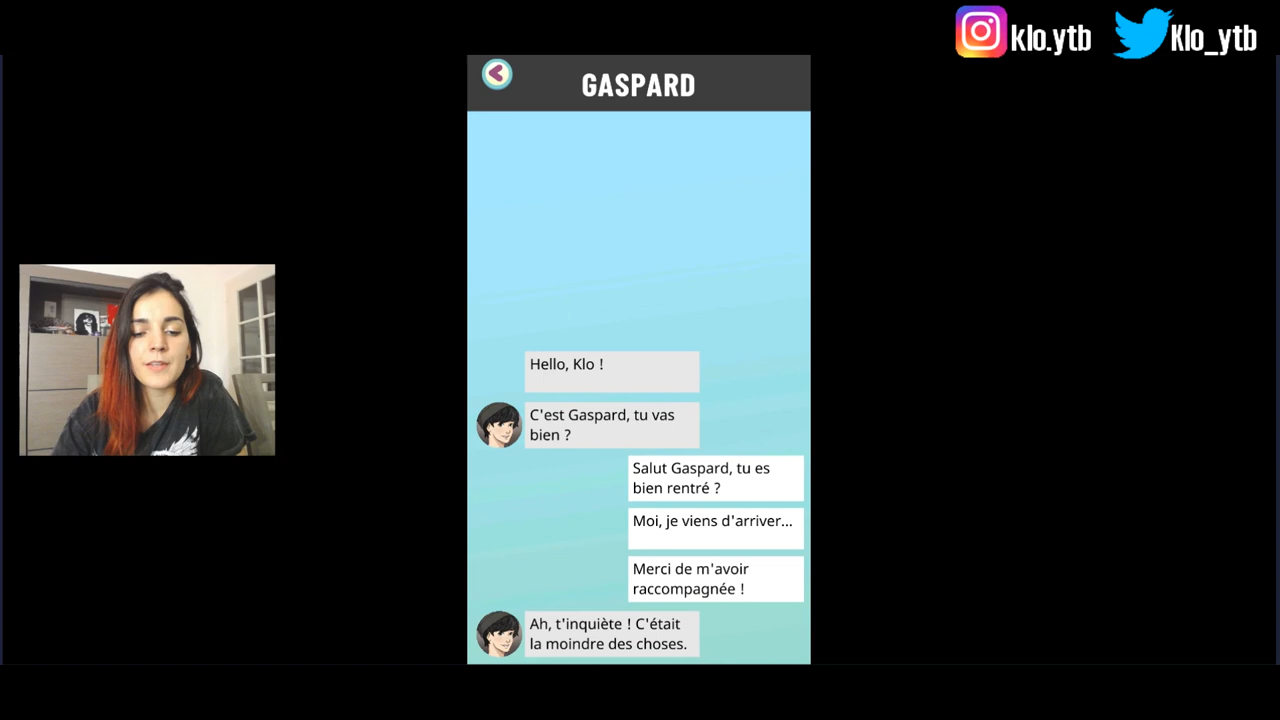 klo.ytb
Klo_ytb
GASPARD
Hello, Klo !
C'est Gaspard, tu vas
bien ?
Salut Gaspard, tu es
bien rentré ?
Moi, je viens d'arriver...
Merci de m'avoir
raccompagnée !
Ah, t'inquiète ! C'était
la moindre des choses.